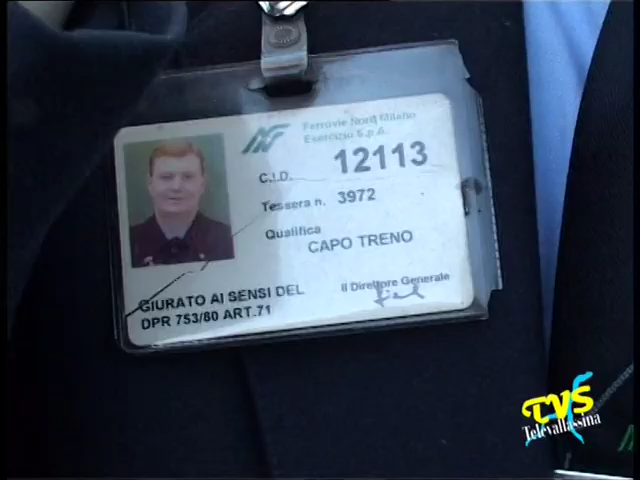 Ferrovie Nord Milano
Esercizio S.p.A.
C.I.D. 12113
Tessera n. 3972
Qualifica
CAPO TRENO
GIURATO AI SENSI DEL
DPR 753/80 ART.71
Il Direttore Generale
TVS
Televallassina